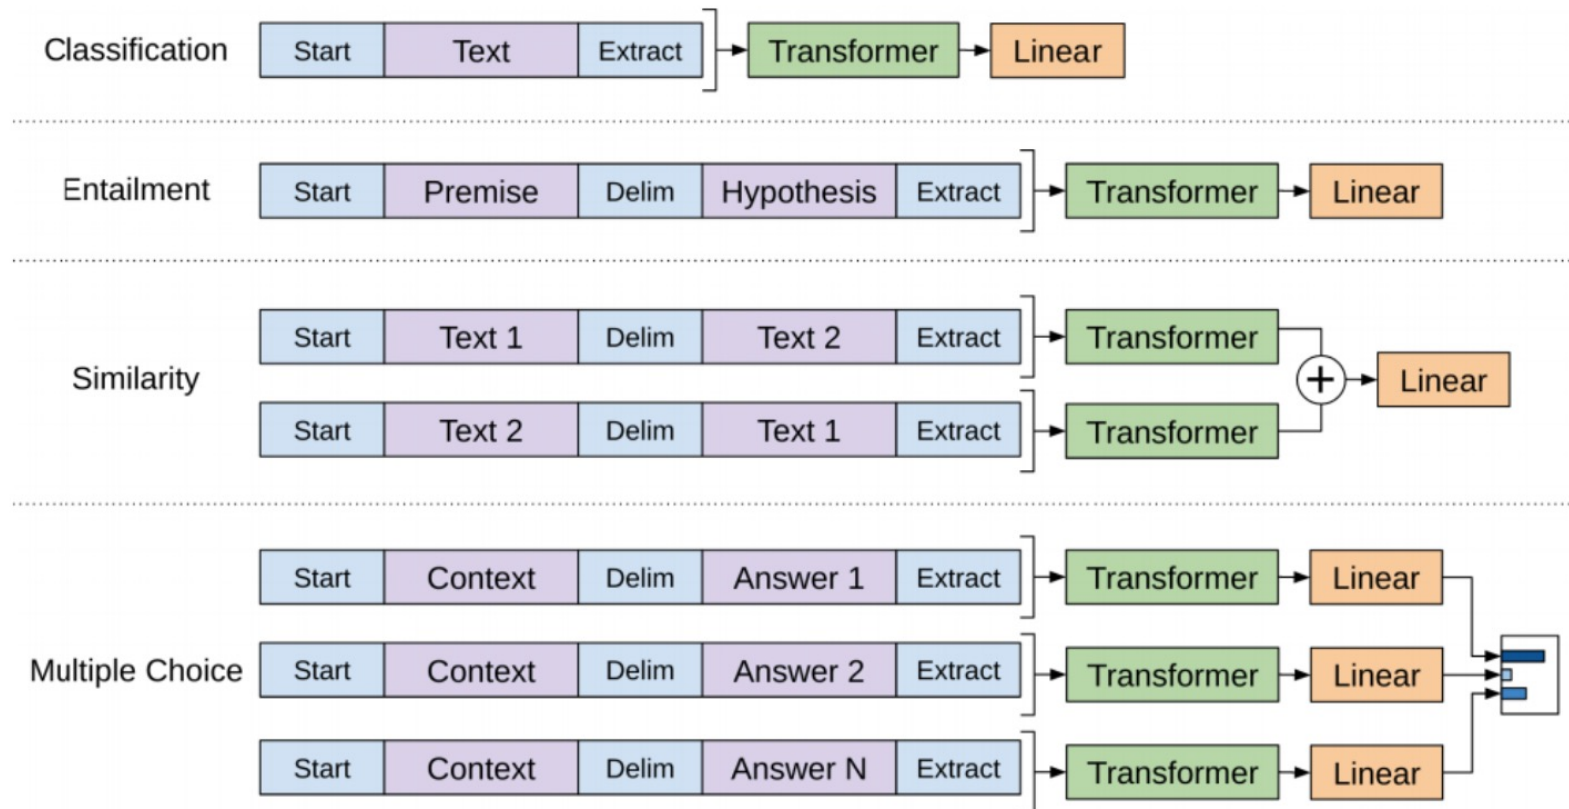 Classification Start Text Extract Transformer Linear
Entailment Start Premise Delim Hypothesis Extract Transformer Linear
Similarity
Start Text 1 Delim Text 2 Extract Transformer
+ Linear
Start Text 2 Delim Text 1 Extract Transformer
Multiple Choice
Start Context Delim Answer 1 Extract Transformer Linear
Start Context Delim Answer 2 Extract Transformer Linear
Start Context Delim Answer N Extract Transformer Linear